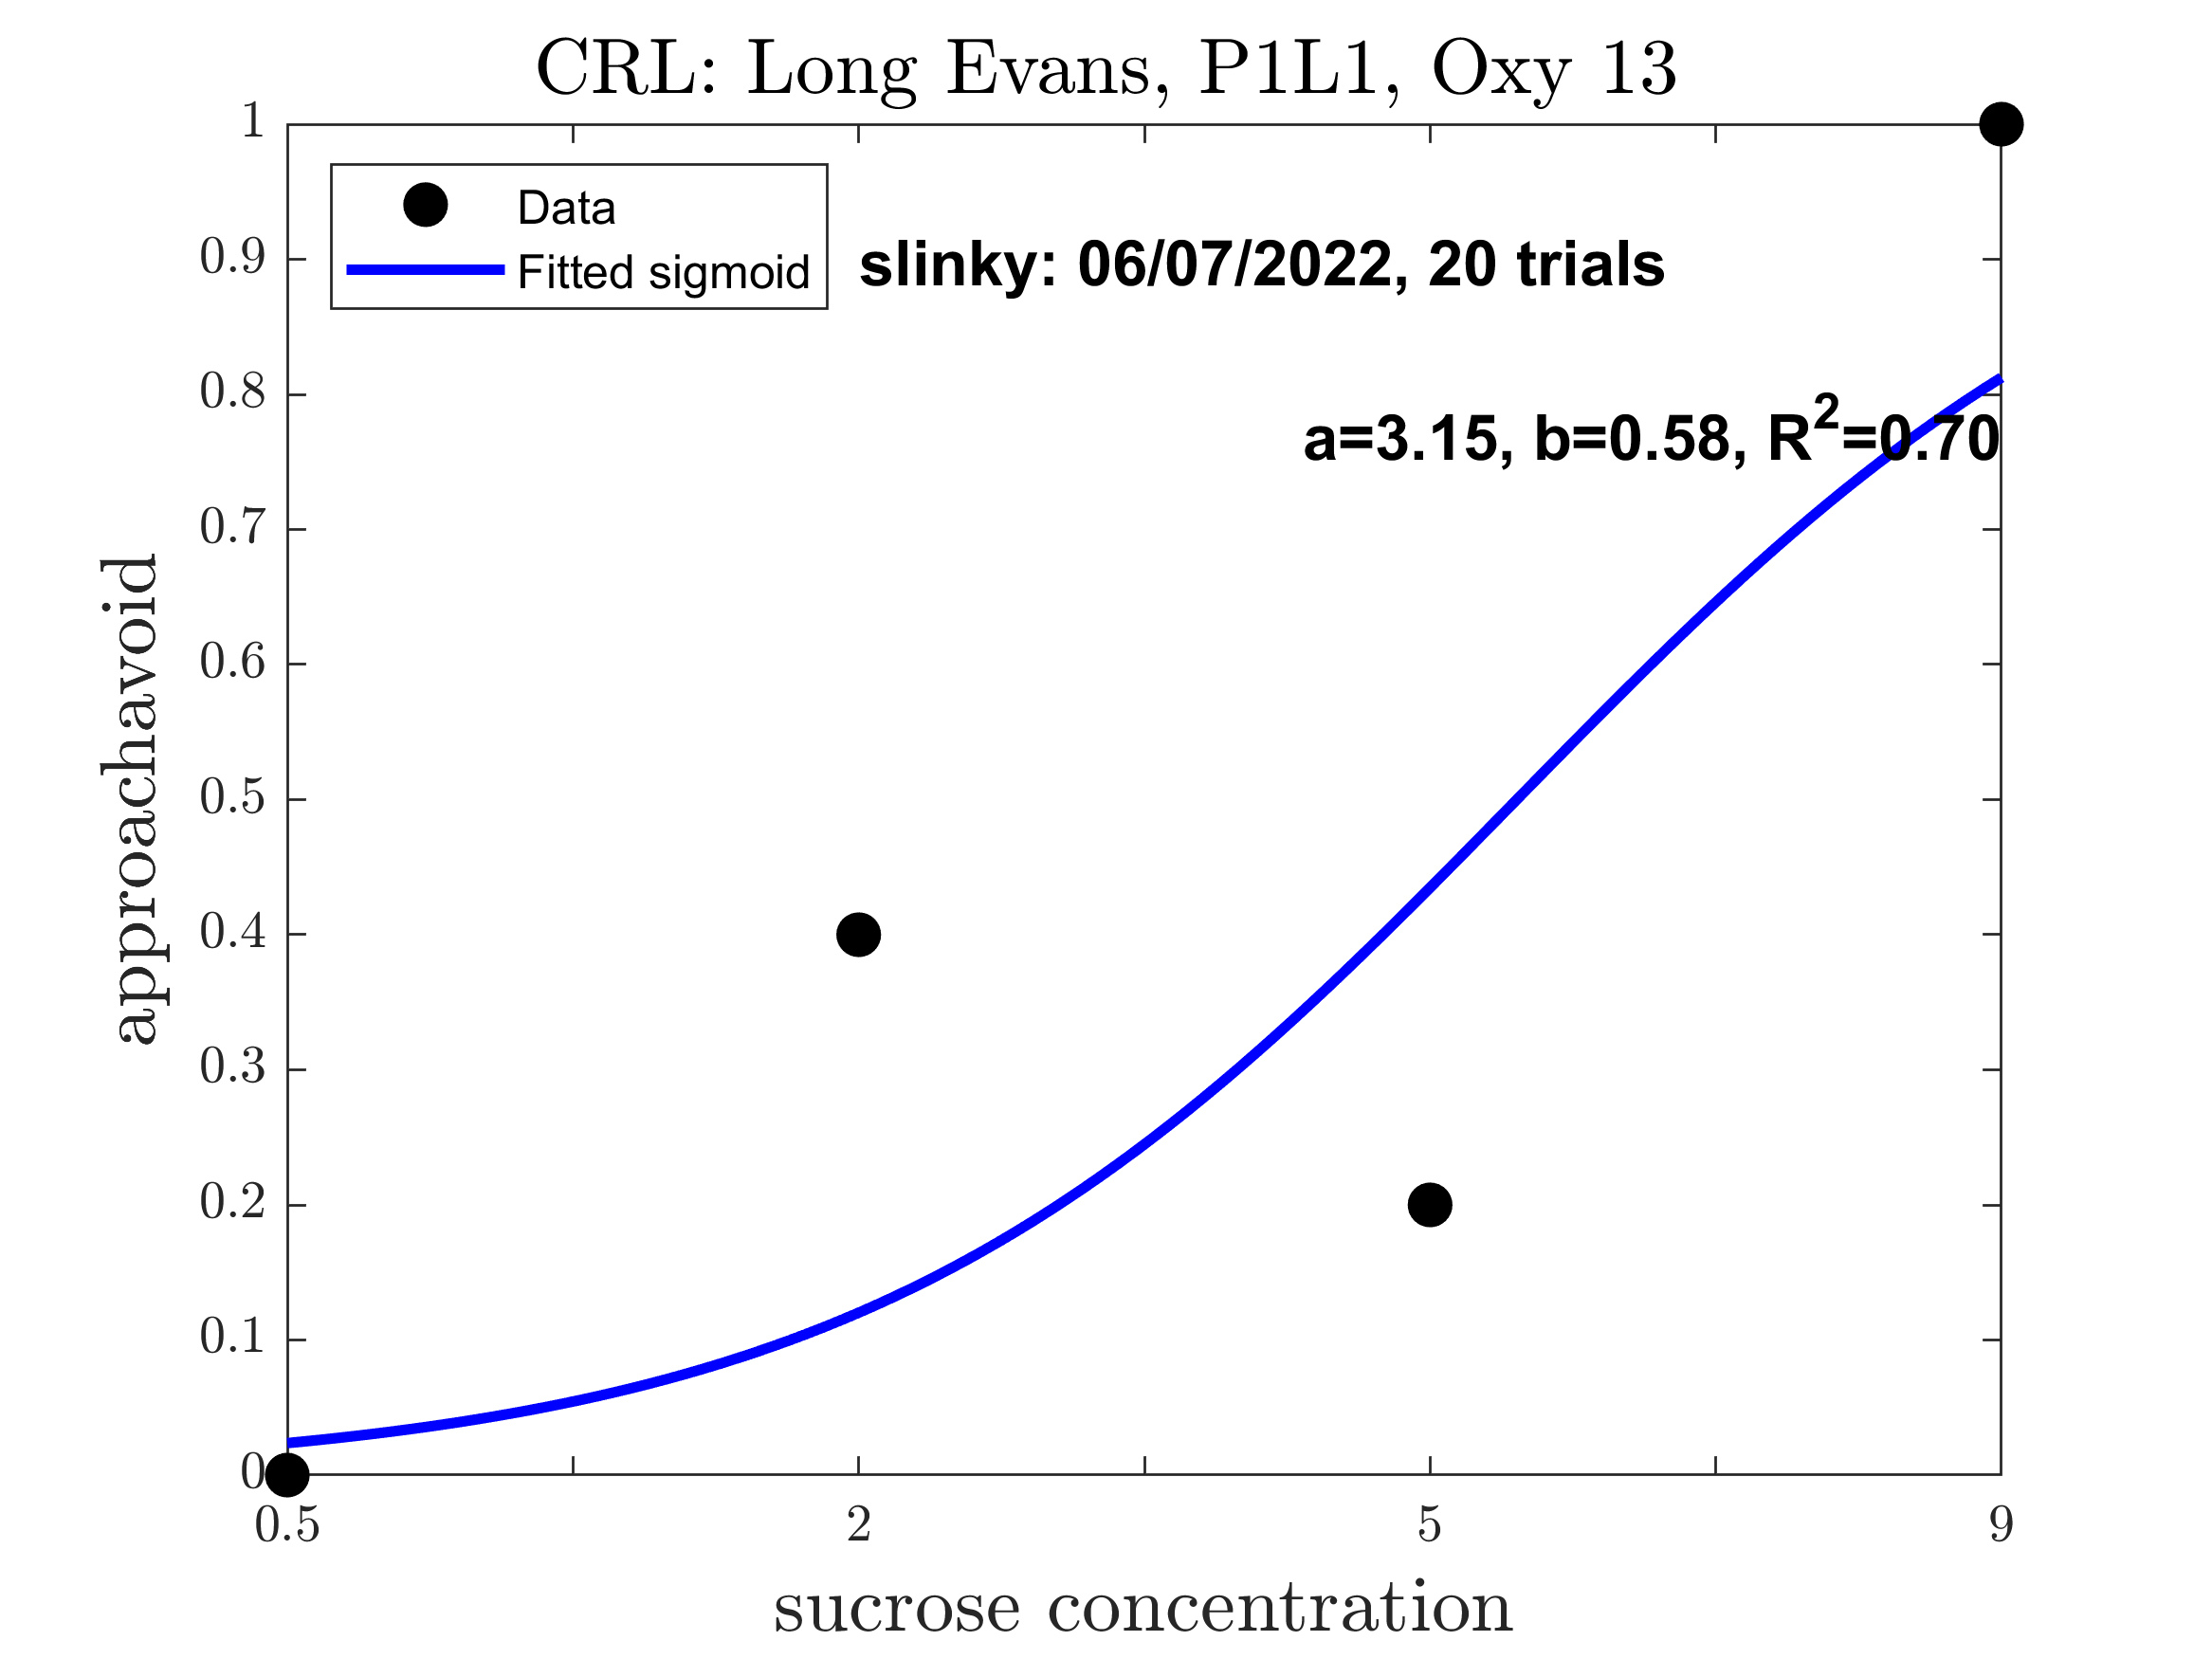 CRL: Long Evans, P1L1, Oxy 13
1
Data
Fitted sigmoid
slinky: 06/07/2022, 20 trials
0.9
0.8
a=3.15, b=0.58, R²=0.70
0.7
0.6
0.5
0.4
0.3
0.2
0.1
0
approachavoid
0.5 2 5 9
sucrose concentration